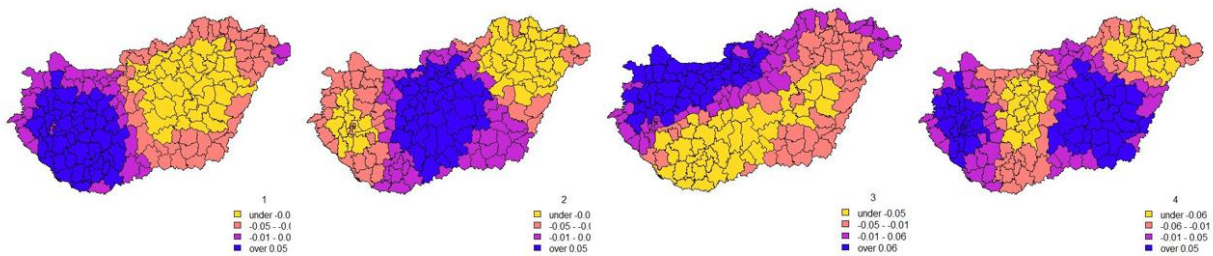 1
under -0.0
-0.05 - -0.0
-0.01 - 0.0
over 0.05
2
under -0.0
-0.05 - -0.0
-0.01 - 0.0
over 0.05
3
under -0.05
-0.05 - -0.01
-0.01 - 0.06
over 0.06
4
under -0.06
-0.06 - -0.01
-0.01 - 0.05
over 0.05